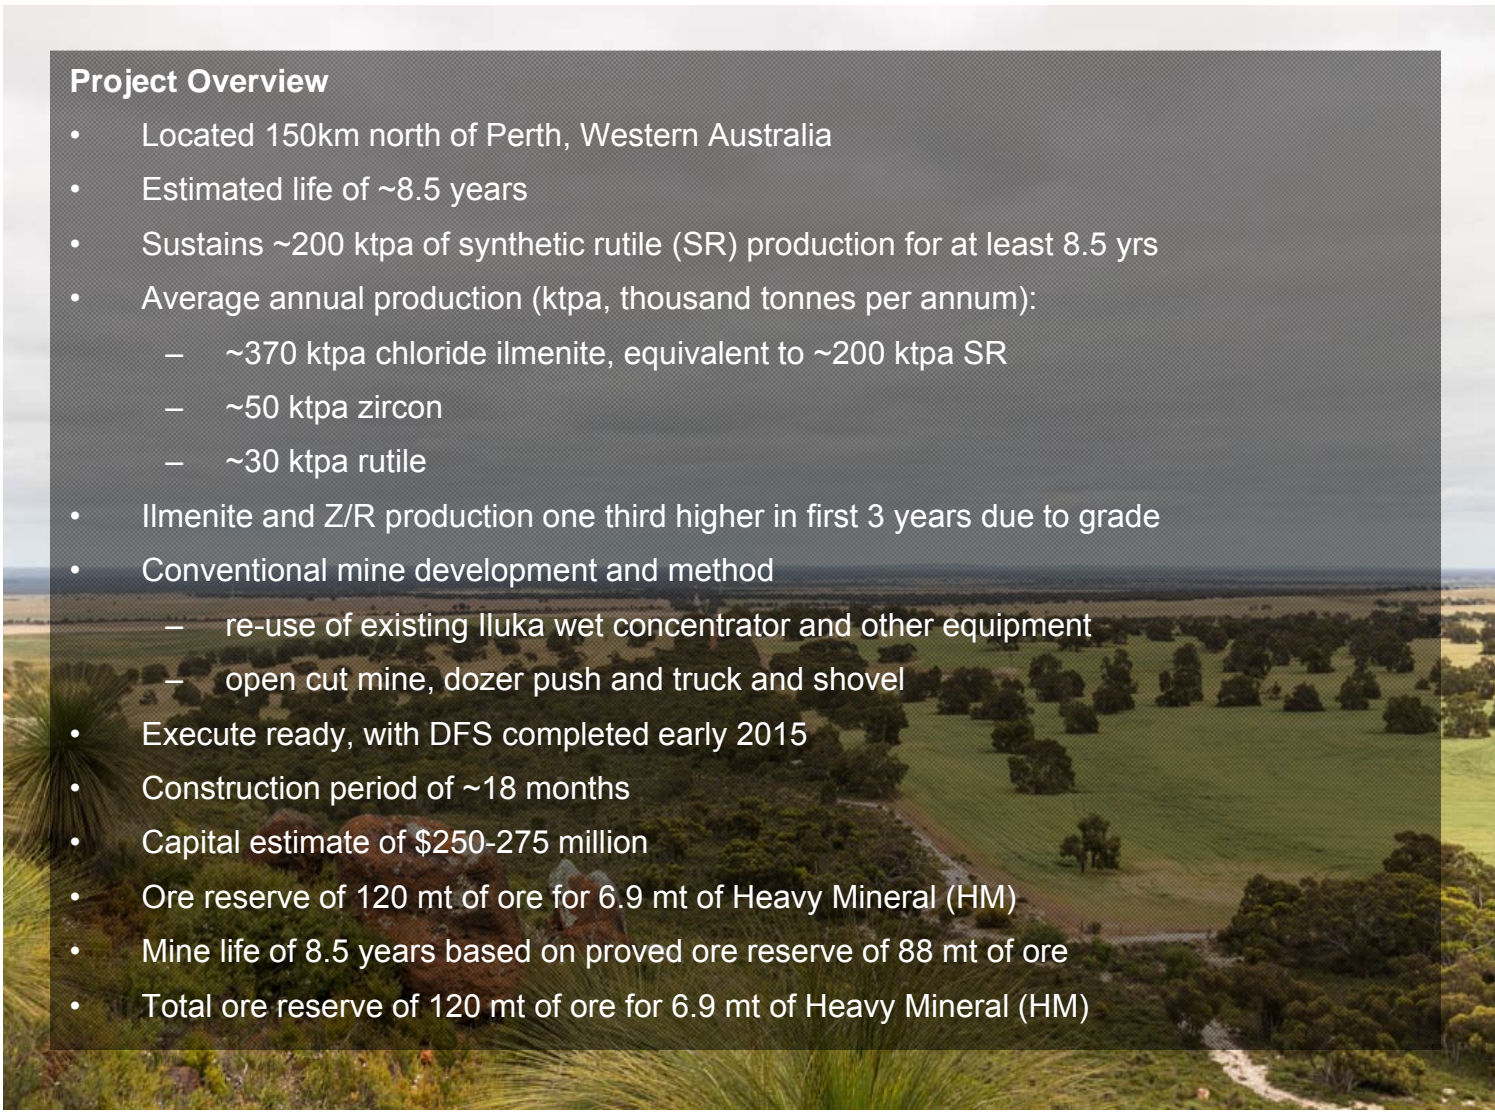 Project Overview
• Located 150km north of Perth, Western Australia
• Estimated life of ~8.5 years
• Sustains ~200 ktpa of synthetic rutile (SR) production for at least 8.5 yrs
• Average annual production (ktpa, thousand tonnes per annum):
– ~370 ktpa chloride ilmenite, equivalent to ~200 ktpa SR
– ~50 ktpa zircon
– ~30 ktpa rutile
• Ilmenite and Z/R production one third higher in first 3 years due to grade
• Conventional mine development and method
– re-use of existing Iluka wet concentrator and other equipment
– open cut mine, dozer push and truck and shovel
• Execute ready, with DFS completed early 2015
• Construction period of ~18 months
• Capital estimate of $250-275 million
• Ore reserve of 120 mt of ore for 6.9 mt of Heavy Mineral (HM)
• Mine life of 8.5 years based on proved ore reserve of 88 mt of ore
• Total ore reserve of 120 mt of ore for 6.9 mt of Heavy Mineral (HM)